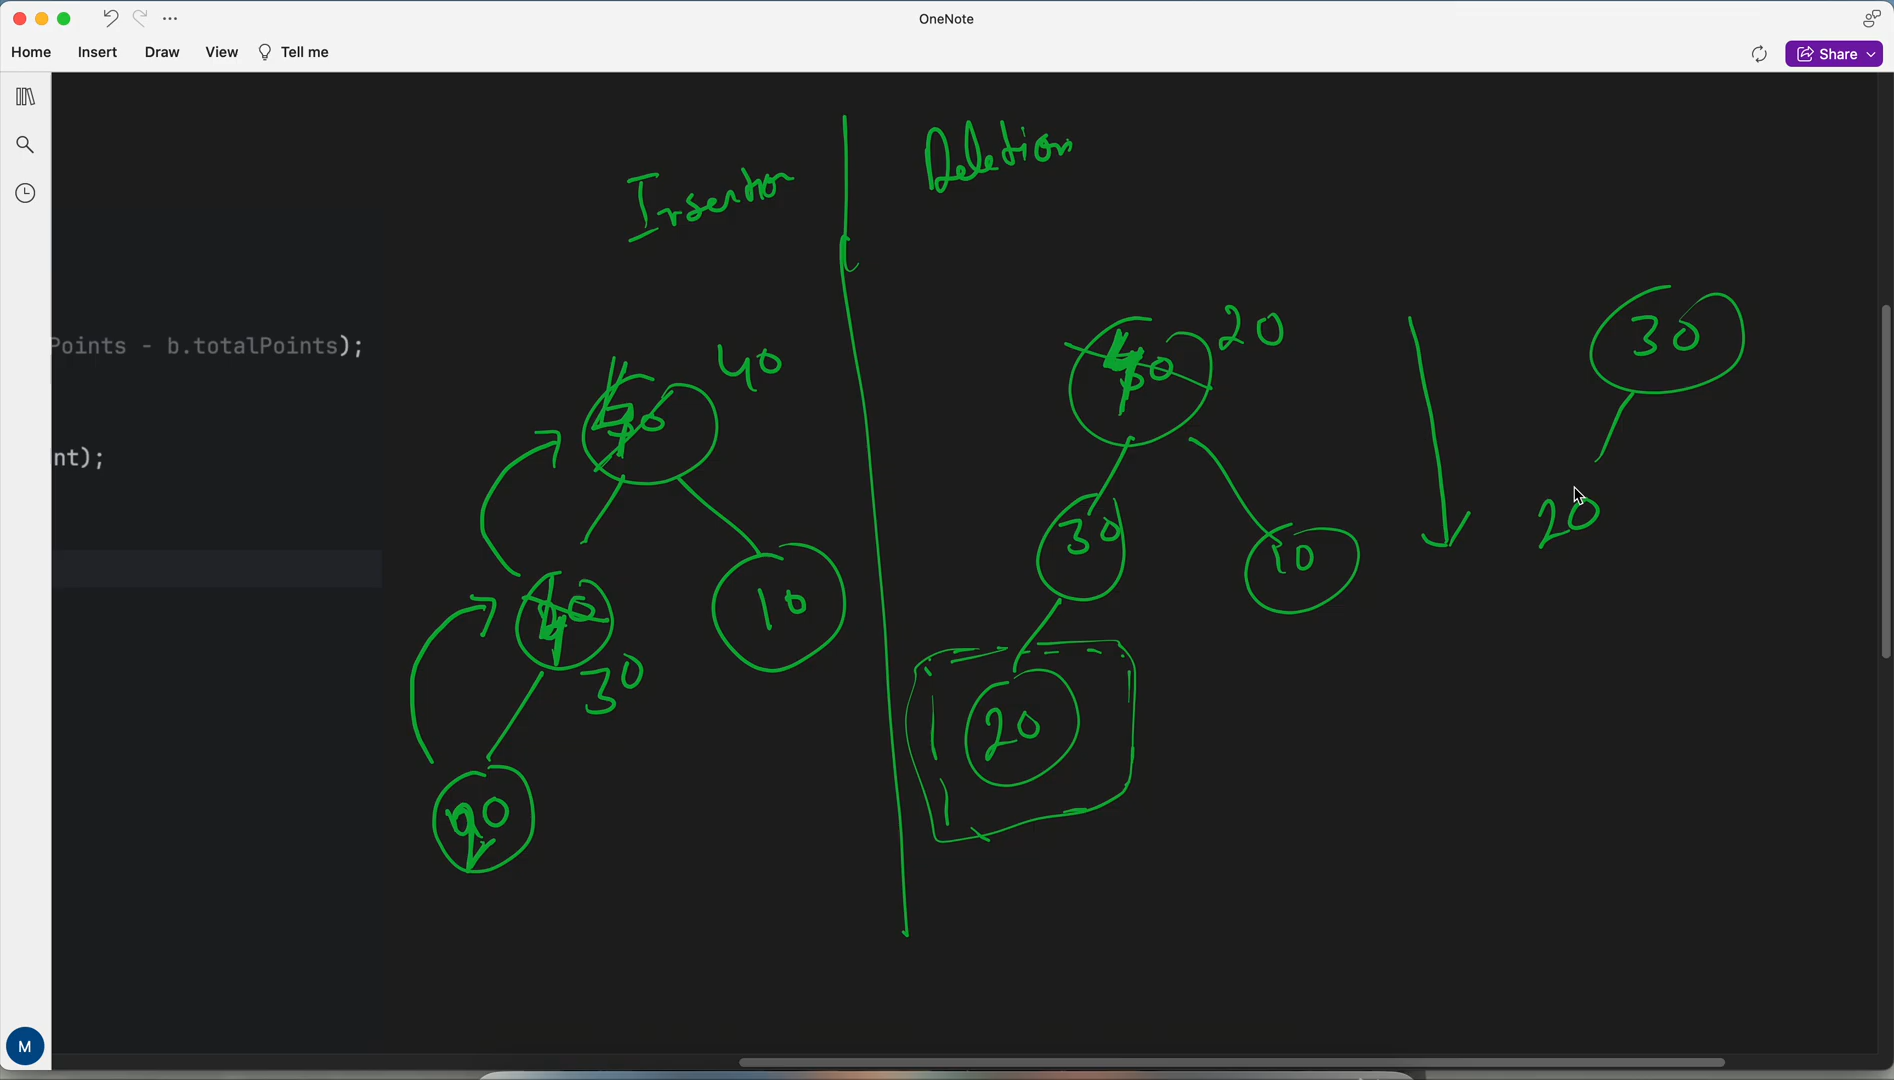 OneNote
Home Insert Draw View Tell me
Share
Points - b.totalPoints);
nt);
Insertion
Deletion
40
10
30
20
30
10
20
30
20
M